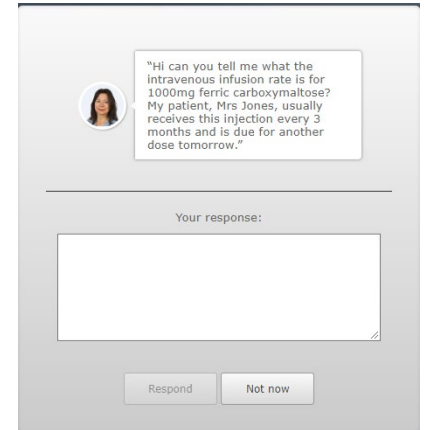 “Hi can you tell me what the
intravenous infusion rate is for
1000mg ferric carboxymaltose?
My patient, Mrs Jones, usually
receives this injection every 3
months and is due for another
dose tomorrow.”
Your response:
Respond
Not now